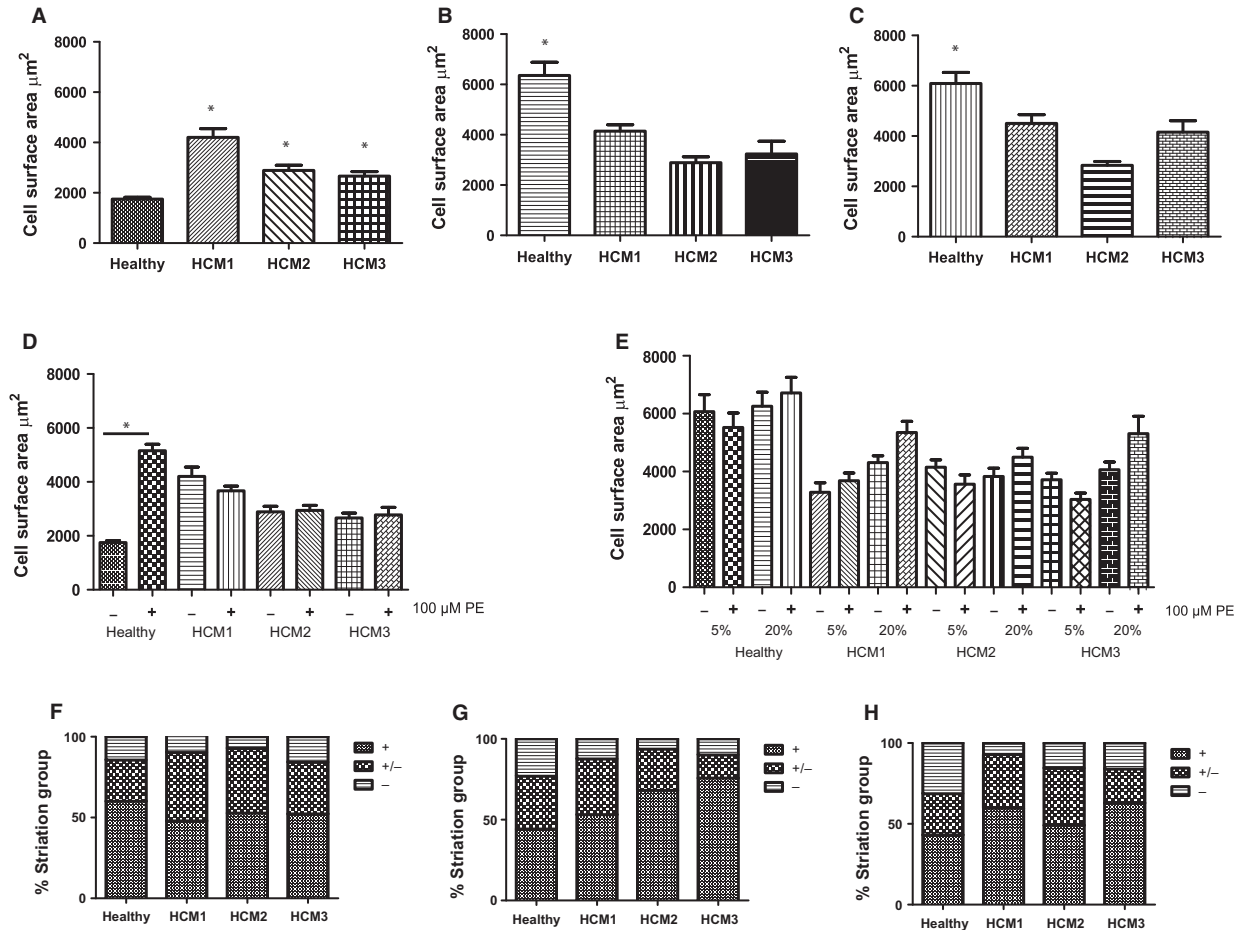 A
Cell surface area μm2
8000
6000
4000
2000
0
*
*
*
Healthy HCM1 HCM2 HCM3
B
Cell surface area μm2
8000
6000
4000
2000
0
*
Healthy HCM1 HCM2 HCM3
C
Cell surface area μm2
8000
6000
4000
2000
0
*
Healthy HCM1 HCM2 HCM3
D
Cell surface area μm2
8000
6000
4000
2000
0
*
– + – + – + – + 100 μM PE
Healthy HCM1 HCM2 HCM3
E
Cell surface area μm2
8000
6000
4000
2000
0
– + – + – + – + – + – + – + – + 100 μM PE
5% 20% 5% 20% 5% 20% 5% 20%
Healthy HCM1 HCM2 HCM3
F
% Striation group
100
50
0
+
+/–
–
Healthy HCM1 HCM2 HCM3
G
% Striation group
100
50
0
+
+/–
–
Healthy HCM1 HCM2 HCM3
H
% Striation group
100
50
0
+
+/–
–
Healthy HCM1 HCM2 HCM3